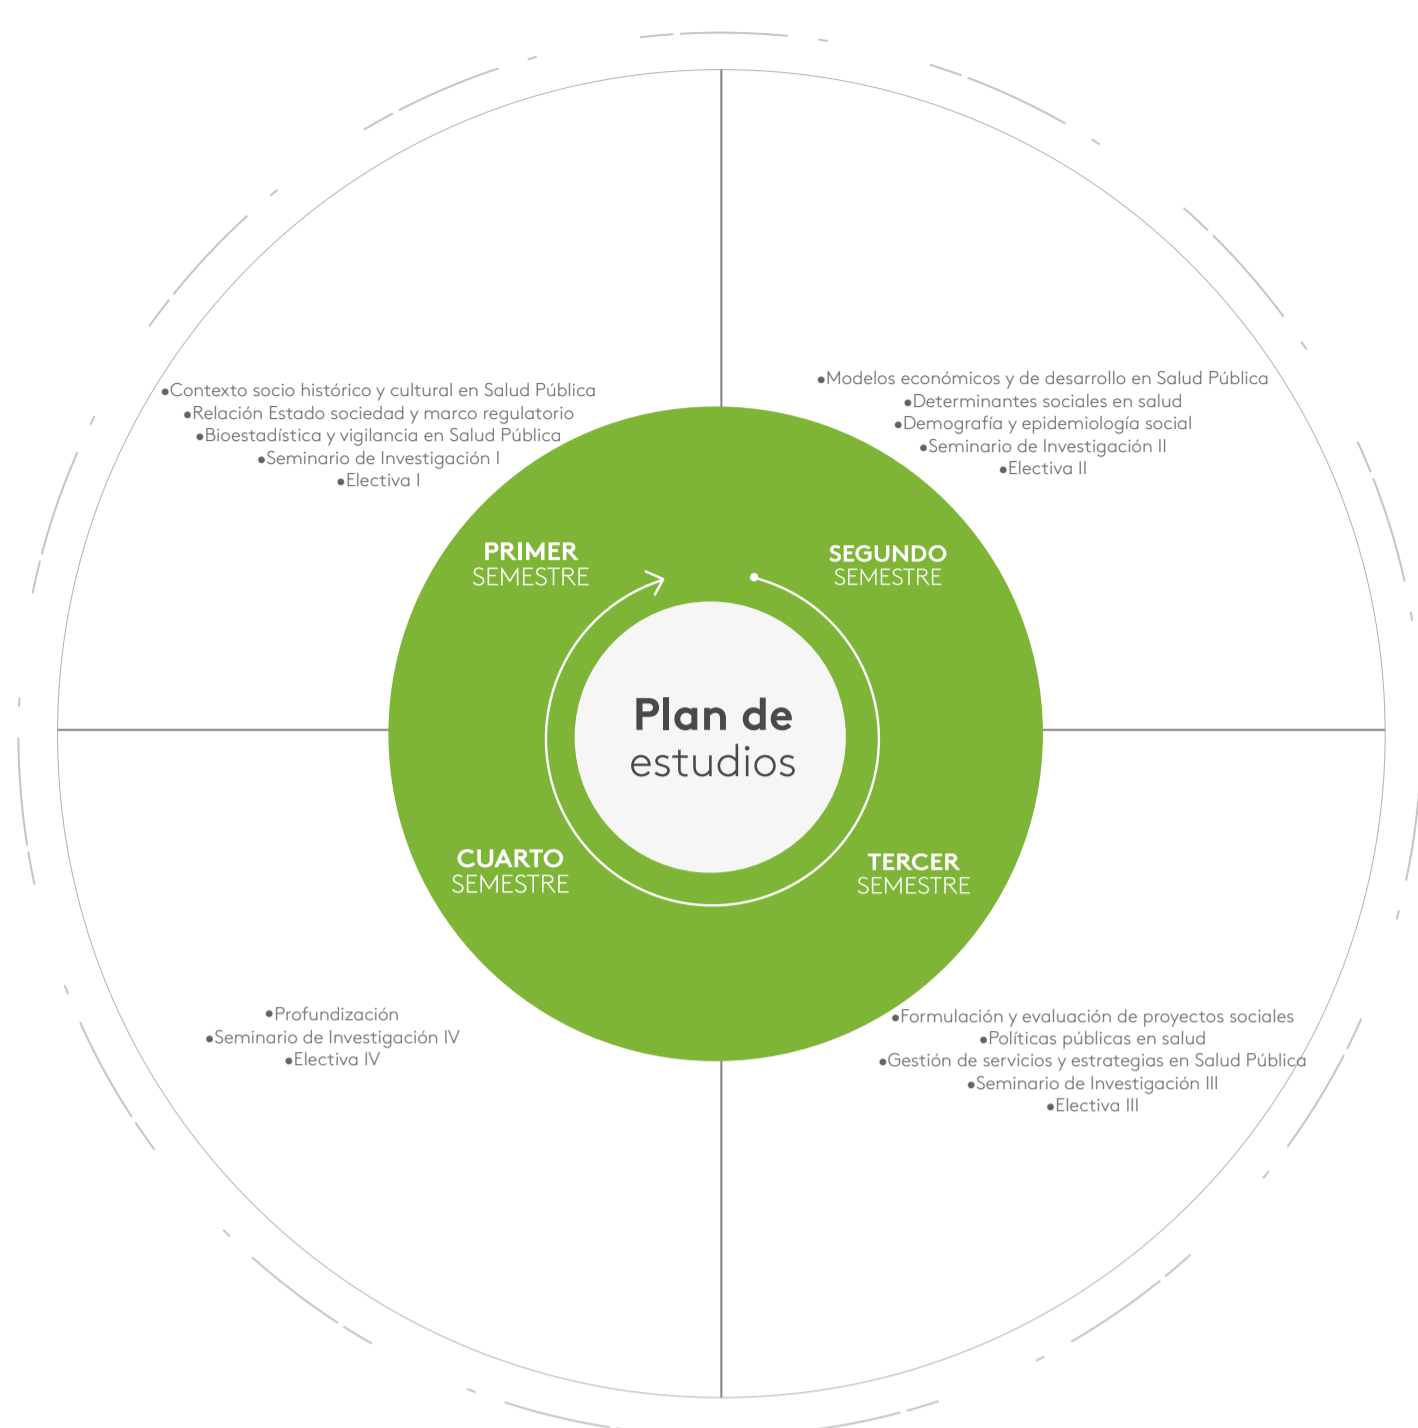 •Contexto socio histórico y cultural en Salud Pública
•Relación Estado sociedad y marco regulatorio
•Bioestadística y vigilancia en Salud Pública
•Seminario de Investigación I
•Electiva I
PRIMER
SEMESTRE
•Modelos económicos y de desarrollo en Salud Pública
•Determinantes sociales en salud
•Demografía y epidemiología social
•Seminario de Investigación II
•Electiva II
SEGUNDO
SEMESTRE
Plan de
estudios
TERCER
SEMESTRE
•Formulación y evaluación de proyectos sociales
•Políticas públicas en salud
•Gestión de servicios y estrategias en Salud Pública
•Seminario de Investigación III
•Electiva III
CUARTO
SEMESTRE
•Profundización
•Seminario de Investigación IV
•Electiva IV